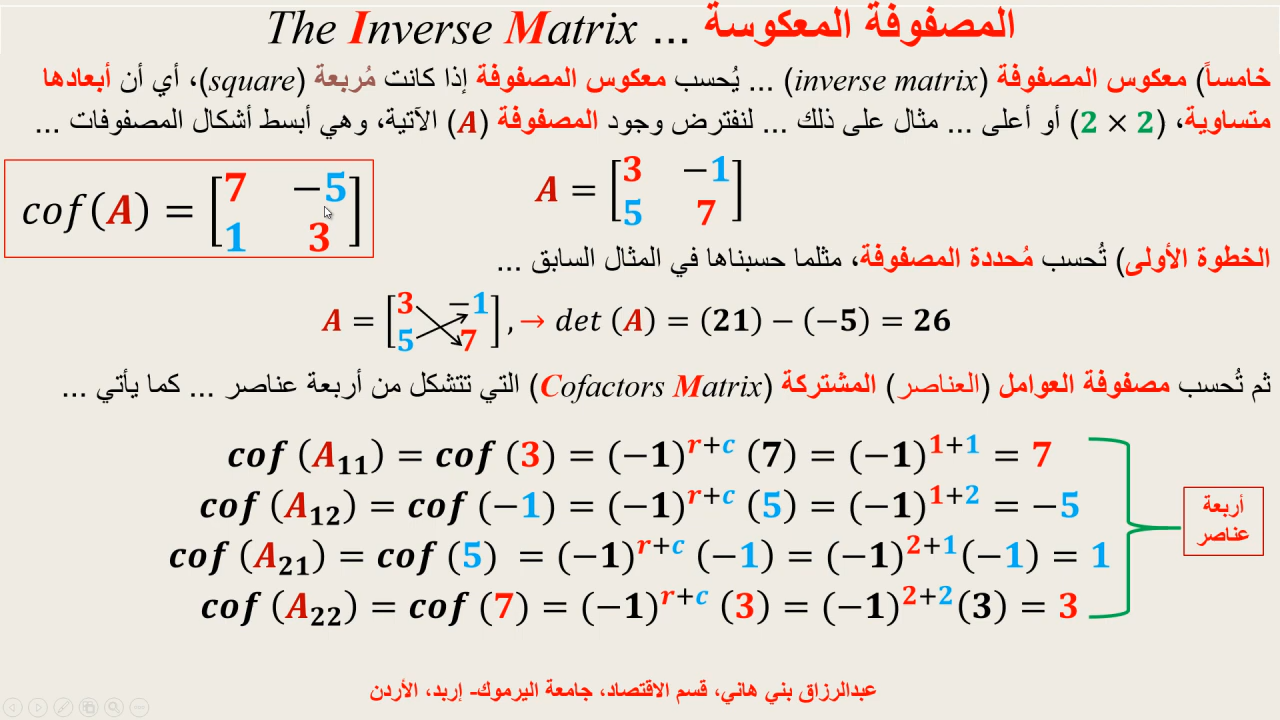 المصفوفة المعكوسة ... The Inverse Matrix
خامساً) معكوس المصفوفة (inverse matrix) ... يُحسب معكوس المصفوفة إذا كانت مُربعة (square)، أي أن أبعادها
متساوية، (2 × 2) أو أعلى ... مثال على ذلك ... لنفترض وجود المصفوفة (A) الآتية، وهي أبسط أشكال المصفوفات ...
A = [3 −1
5 7]
cof(A) = [7 −5
1 3]
الخطوة الأولى) تُحسب مُحددة المصفوفة، مثلما حسبناها في المثال السابق ...
A = [3 −1
5 7], → det (A) = (21) − (−5) = 26
ثم تُحسب مصفوفة العوامل (العناصر) المشتركة (Cofactors Matrix) التي تتشكل من أربعة عناصر ... كما يأتي ...
cof (A₁₁) = cof (3) = (−1)^{r+c} (7) = (−1)^{1+1} = 7
cof (A₁₂) = cof (−1) = (−1)^{r+c} (5) = (−1)^{1+2} = −5
cof (A₂₁) = cof (5) = (−1)^{r+c} (−1) = (−1)^{2+1}(−1) = 1
cof (A₂₂) = cof (7) = (−1)^{r+c} (3) = (−1)^{2+2}(3) = 3
أربعة
عناصر
عبدالرزاق بني هاني، قسم الاقتصاد، جامعة اليرموك- إربد، الأردن